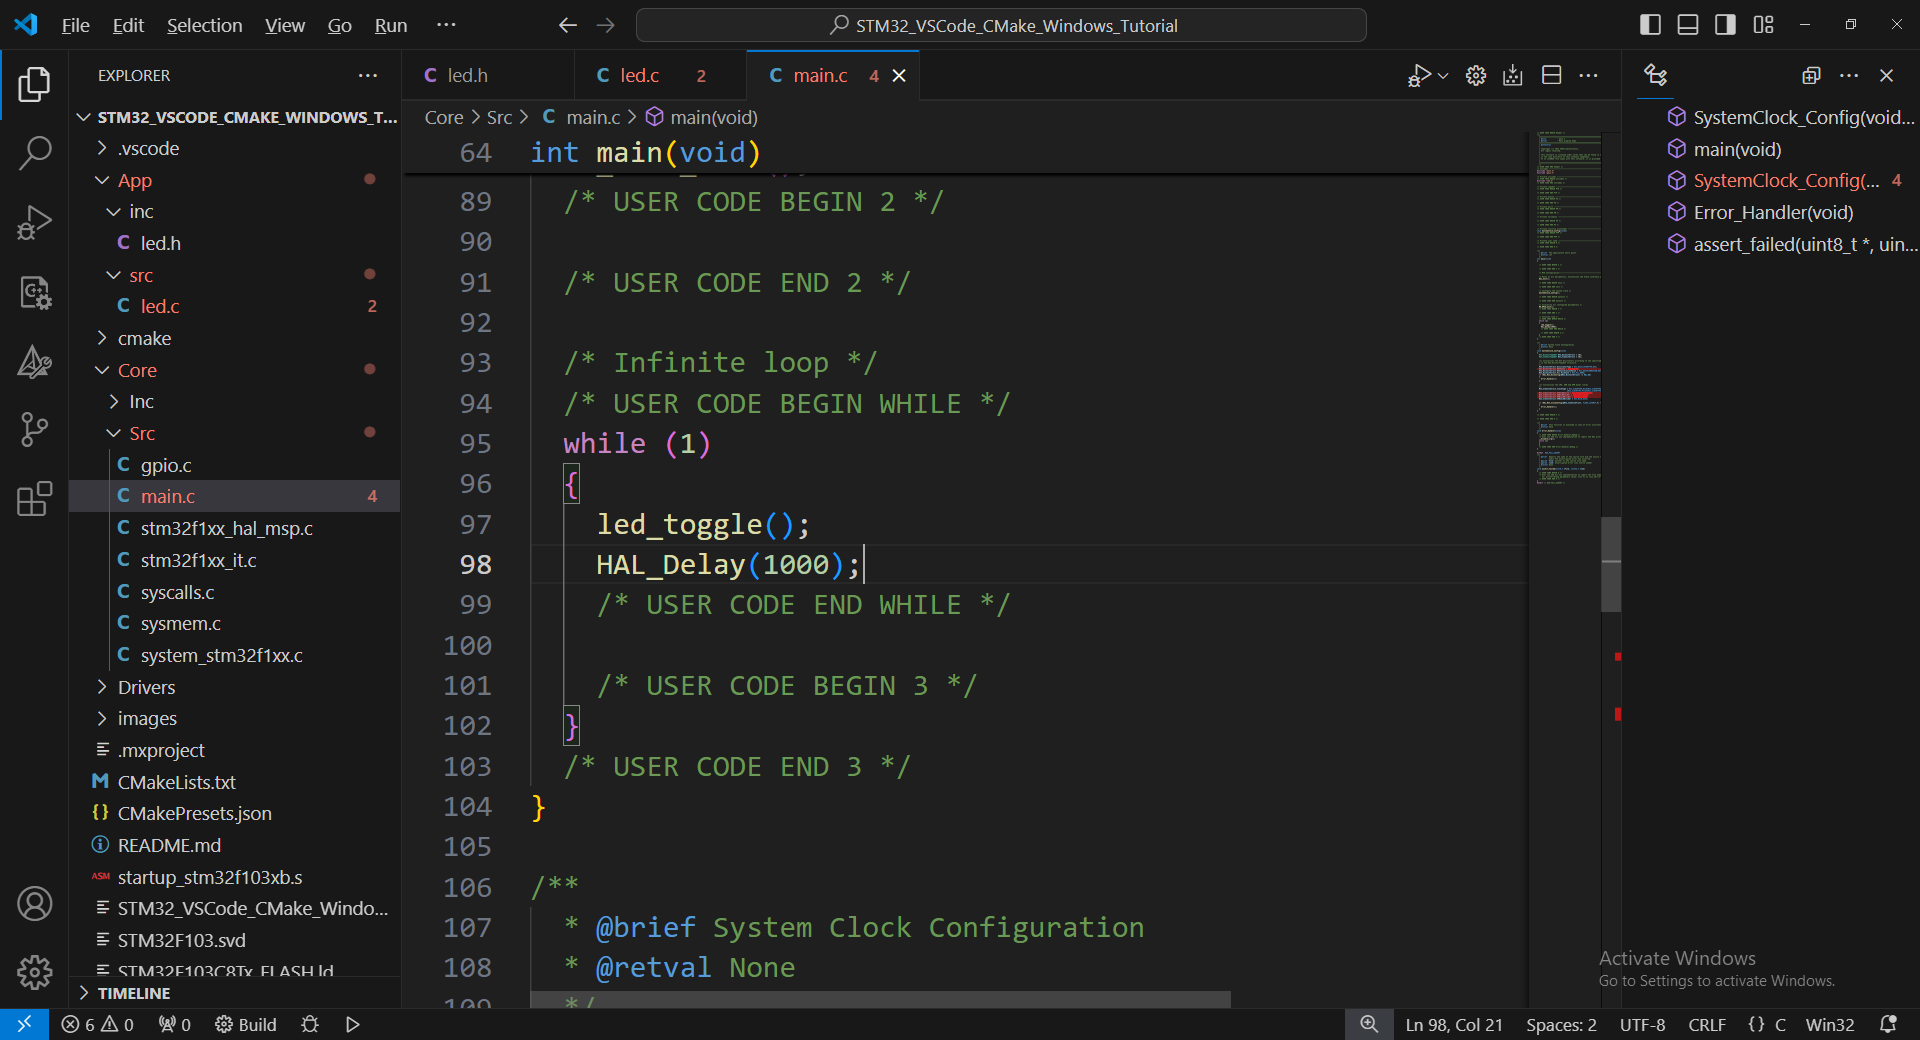 File Edit Selection View Go Run ···
STM32_VSCode_CMake_Windows_Tutorial
EXPLORER
STM32_VSCODE_CMAKE_WINDOWS_T...
.vscode
App
inc
C led.h
src
C led.c 2
cmake
Core
Inc
Src
C gpio.c
C main.c 4
C stm32f1xx_hal_msp.c
C stm32f1xx_it.c
C syscalls.c
C sysmem.c
C system_stm32f1xx.c
Drivers
images
.mxproject
M CMakeLists.txt
{} CMakePresets.json
README.md
ASM startup_stm32f103xb.s
STM32_VSCode_CMake_Windo...
STM32F103.svd
STM32F103C8Tx_FLASH.ld
TIMELINE
C led.h
C led.c 2
C main.c 4
Core > Src > C main.c > main(void)
64 int main(void)
89 /* USER CODE BEGIN 2 */
90
91 /* USER CODE END 2 */
92
93 /* Infinite loop */
94 /* USER CODE BEGIN WHILE */
95 while (1)
96 {
97 led_toggle();
98 HAL_Delay(1000);
99 /* USER CODE END WHILE */
100
101 /* USER CODE BEGIN 3 */
102 }
103 /* USER CODE END 3 */
104 }
105
106 /**
107 * @brief System Clock Configuration
108 * @retval None
109 */
SystemClock_Config(void...
main(void)
SystemClock_Config(... 4
Error_Handler(void)
assert_failed(uint8_t *, uin...
Activate Windows
Go to Settings to activate Windows.
6 0 0 Build
Ln 98, Col 21 Spaces: 2 UTF-8 CRLF {} C Win32